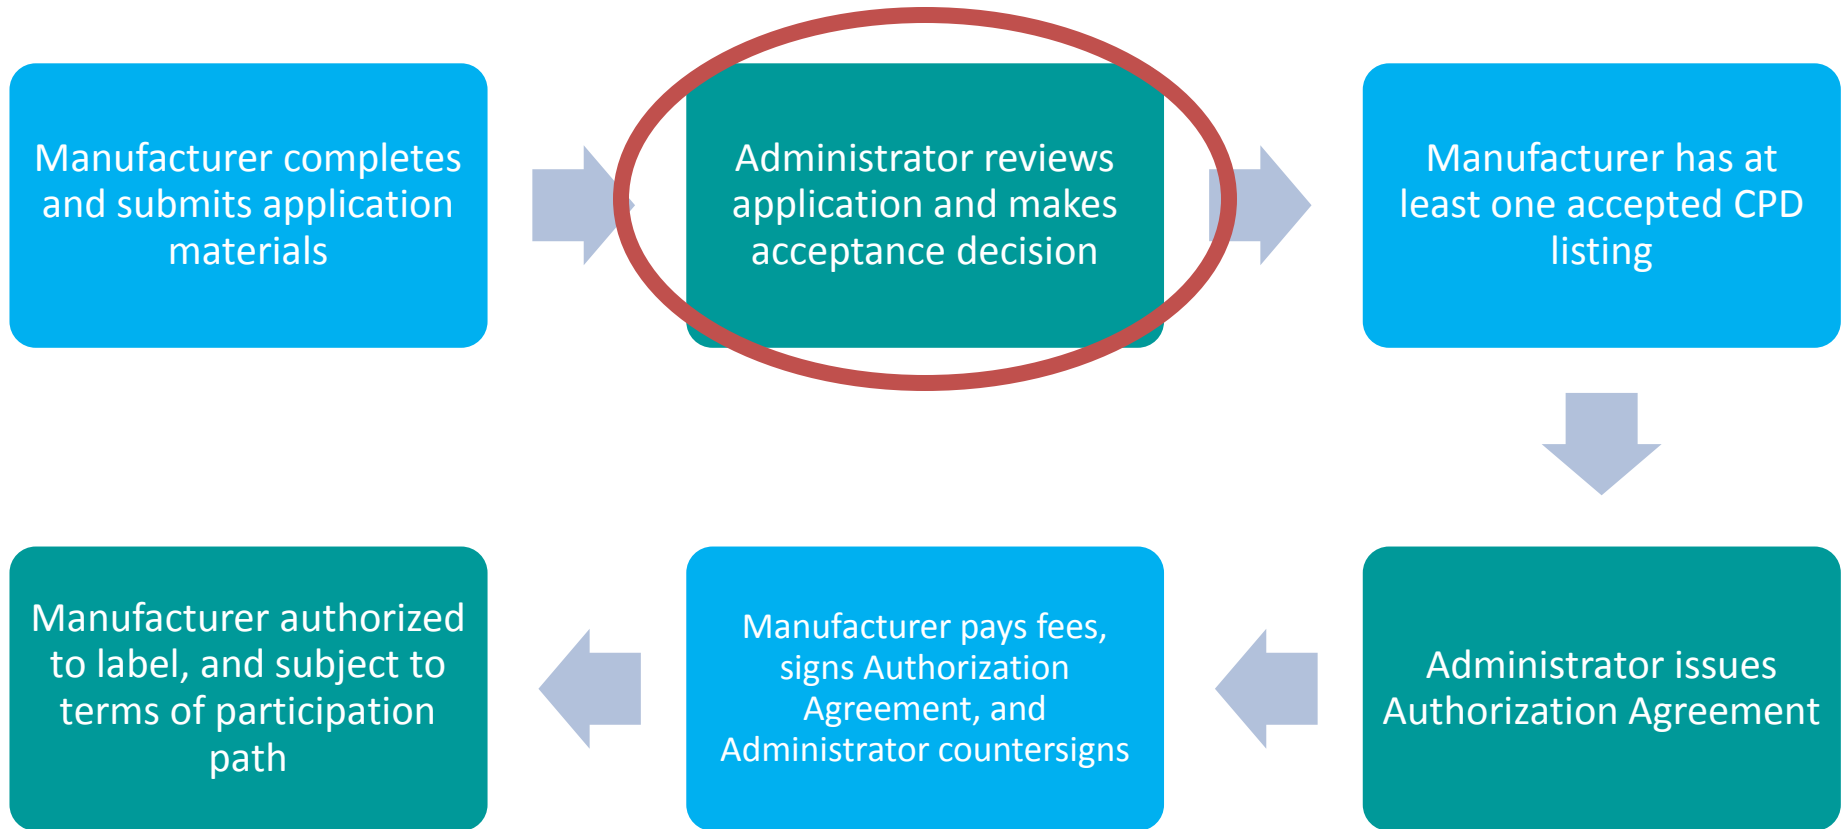 Manufacturer completes
and submits application
materials
Administrator reviews
application and makes
acceptance decision
Manufacturer has at
least one accepted CPD
listing
Administrator issues
Authorization Agreement
Manufacturer pays fees,
signs Authorization
Agreement, and
Administrator countersigns
Manufacturer authorized
to label, and subject to
terms of participation
path